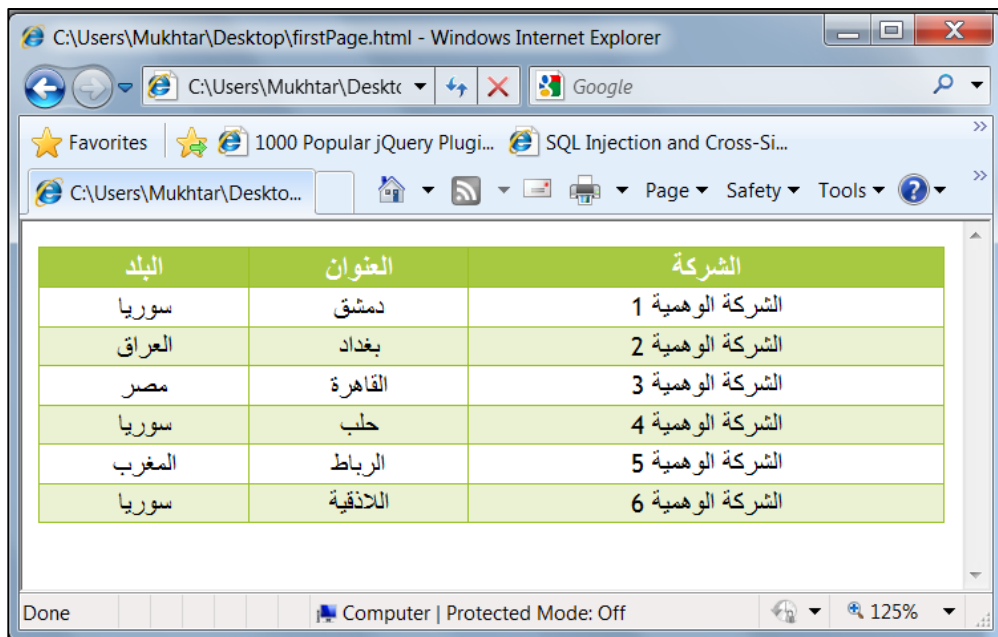 C:\Users\Mukhtar\Desktop\firstPage.html - Windows Internet Explorer
C:\Users\Mukhtar\Deskto Google
Favorites 1000 Popular jQuery Plugi... SQL Injection and Cross-Si...
C:\Users\Mukhtar\Deskto... Page Safety Tools
الشركة العنوان البلد
الشركة الوهمية 1 دمشق سوريا
الشركة الوهمية 2 بغداد العراق
الشركة الوهمية 3 القاهرة مصر
الشركة الوهمية 4 حلب سوريا
الشركة الوهمية 5 الرباط المغرب
الشركة الوهمية 6 اللاذقية سوريا
Done Computer | Protected Mode: Off 125%